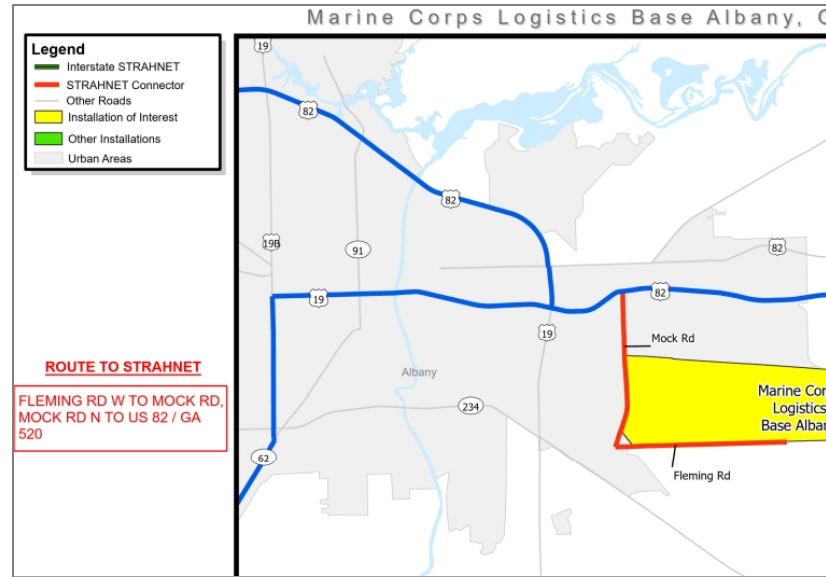 Marine Corps Logistics Base Albany,
Legend
Interstate STRAHNET
STRAHNET Connector
Other Roads
Installation of Interest
Other Installations
Urban Areas
19
82
82
19B
91
82
19
82
19
Mock Rd
ROUTE TO STRAHNET
FLEMING RD W TO MOCK RD,
MOCK RD N TO US 82 / GA
520
Albany
234
Marine Cor
Logistics
Base Alba
62
Fleming Rd